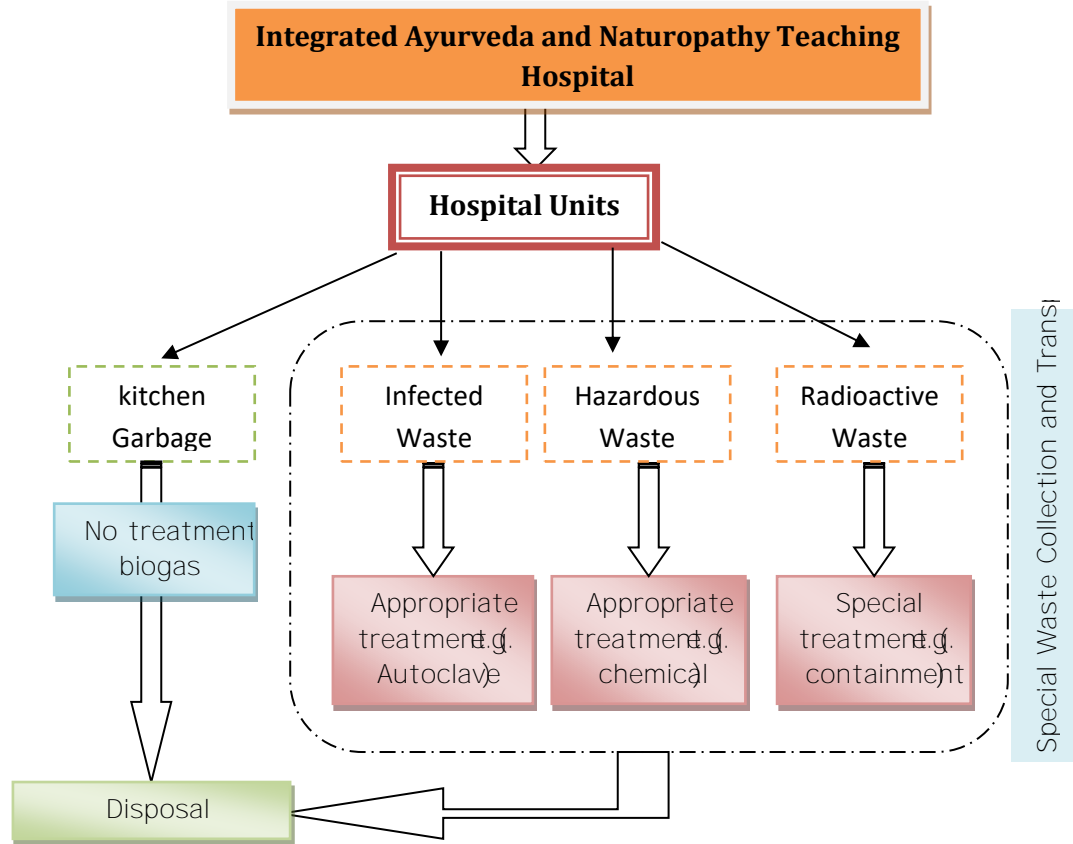 Integrated Ayurveda and Naturopathy Teaching
Hospital
Hospital Units
kitchen
Garbage
Infected
Waste
Hazardous
Waste
Radioactive
Waste
No treatment
biogas
Appropriate
treatment (e.g.
Autoclave)
Appropriate
treatment (e.g.
chemical)
Special
treatment (e.g.
containment)
Disposal
Special Waste Collection and